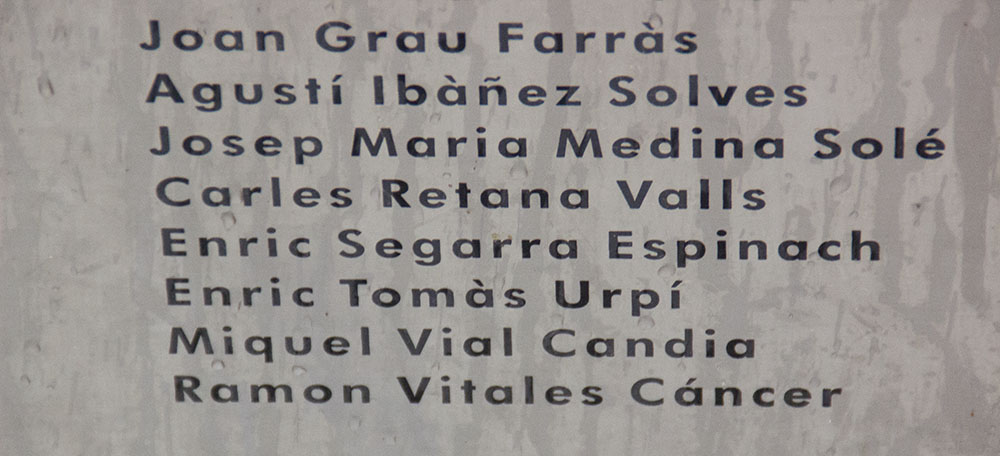 Joan Grau Farràs
Agustí Ibàñez Solves
Josep Maria Medina Solé
Carles Retana Valls
Enric Segarra Espinach
Enric Tomàs Urpí
Miquel Vial Candia
Ramon Vitales Cáncer